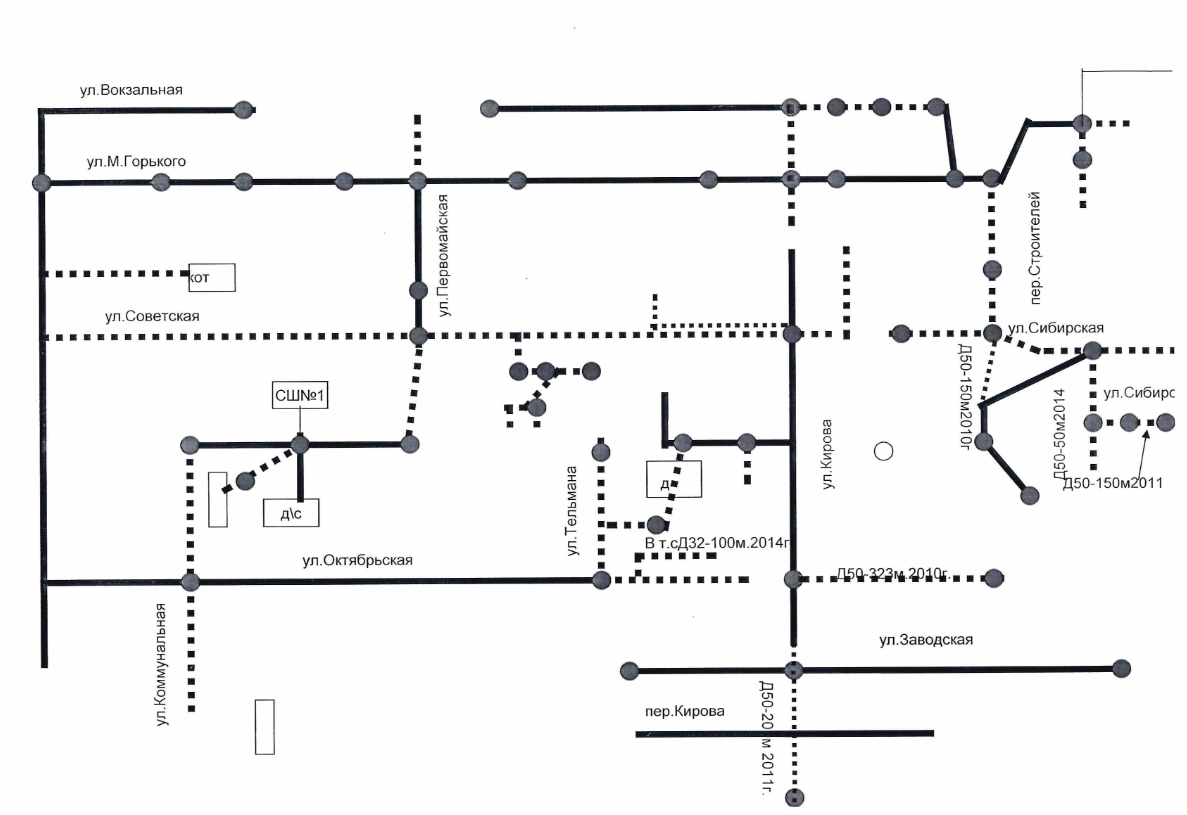 ул.Вокзальная
ул.М.Горького
ул.Первомайская
пер.Строителей
кот
ул.Советская
ул.Сибирская
Д50-150м2010г
СШ№1
Д50-50м2014
ул.Сибирс
ул.Кирова
д
Д50-150м2011
д\с
ул.Тельмана
В т.сД32-100м.2014г
ул.Октябрьская
Д50-323м.2010г.
ул.Коммунальная
ул.Заводская
пер.Кирова
Д50-20 м 2011г.